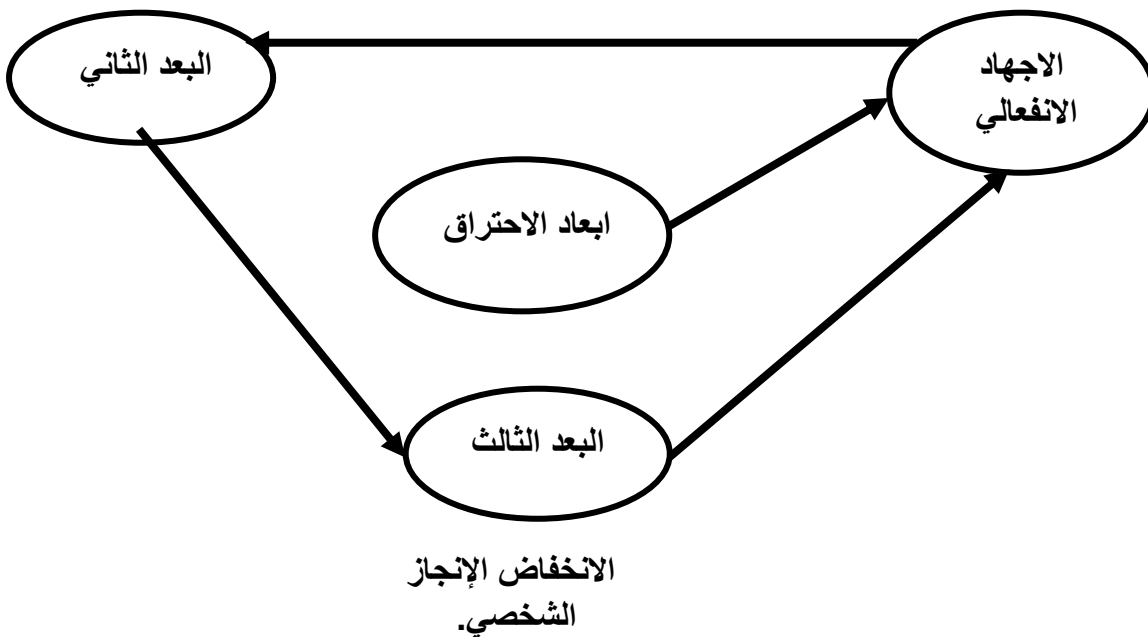 الاجهاد
الانفعالي
البعد الثاني
ابعاد الاحتراق
البعد الثالث
الانخفاض الإنجاز
الشخصي.